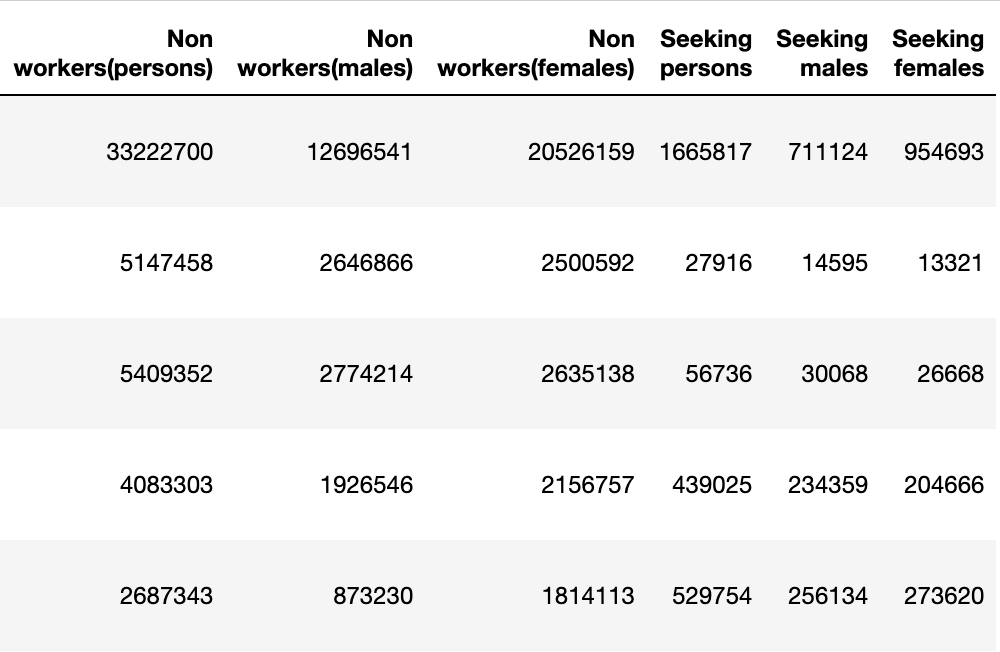 Non Non Non Seeking Seeking Seeking
workers(persons) workers(males) workers(females) persons males females
33222700 12696541 20526159 1665817 711124 954693
5147458 2646866 2500592 27916 14595 13321
5409352 2774214 2635138 56736 30068 26668
4083303 1926546 2156757 439025 234359 204666
2687343 873230 1814113 529754 256134 273620